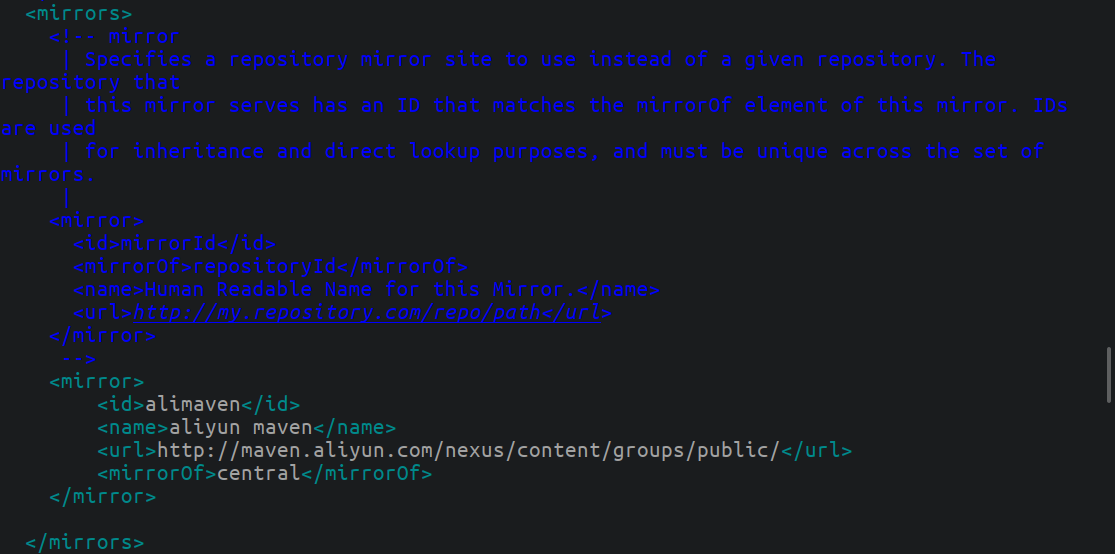 <mirrors>
<!-- mirror
| Specifies a repository mirror site to use instead of a given repository. The
repository that
| this mirror serves has an ID that matches the mirrorOf element of this mirror. IDs
are used
| for inheritance and direct lookup purposes, and must be unique across the set of
mirrors.
|
<mirror>
<id>mirrorId</id>
<mirrorOf>repositoryId</mirrorOf>
<name>Human Readable Name for this Mirror.</name>
<url>http://my.repository.com/repo/path</url>
</mirror>
-->
<mirror>
<id>alimaven</id>
<name>aliyun maven</name>
<url>http://maven.aliyun.com/nexus/content/groups/public/</url>
<mirrorOf>central</mirrorOf>
</mirror>
</mirrors>